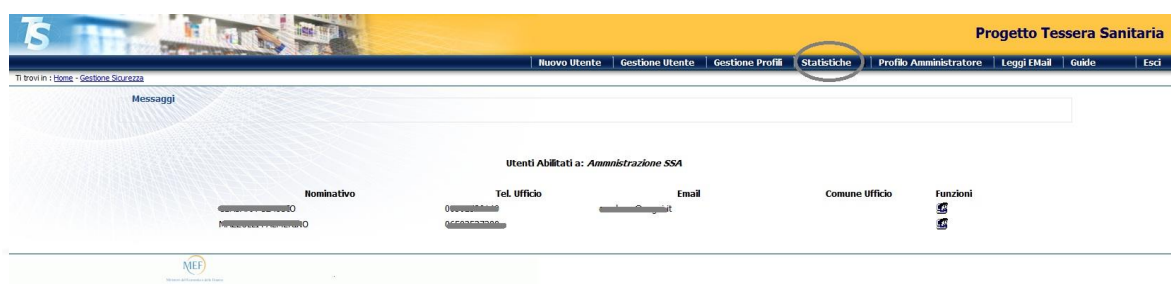 TS
Progetto Tessera Sanitaria
Nuovo Utente | Gestione Utente | Gestione Profili | Statistiche | Profilo Amministratore | Leggi EMail | Guide | Esci
Ti trovi in : Home - Gestione Sicurezza
Messaggi
Utenti Abilitati a: Ammnistrazione SSA
Nominativo Tel. Ufficio Email Comune Ufficio Funzioni
MEF